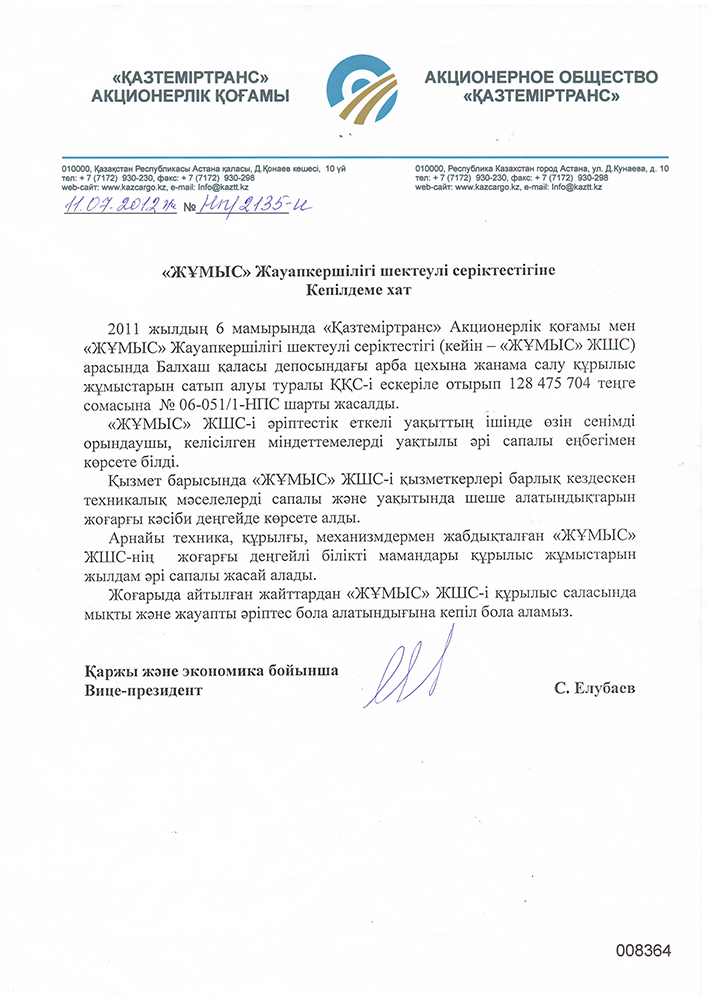 «ҚАЗТЕМІРТРАНС»
АКЦИОНЕРЛІК ҚОҒАМЫ
АКЦИОНЕРНОЕ ОБЩЕСТВО
«ҚАЗТЕМІРТРАНС»
010000, Қазақстан Республикасы Астана қаласы, Д.Қонаев көшесі, 10 үй
тел: + 7 (7172) 930-230, факс: + 7 (7172) 930-298
web-сайт: www.kazcargo.kz, e-mail: Info@kaztt.kz
010000, Республика Казахстан город Астана, ул. Д.Кунаева, д. 10
тел: + 7 (7172) 930-230, факс: + 7 (7172) 930-298
web-сайт: www.kazcargo.kz, e-mail: Info@kaztt.kz
11.07.2012 № 2135-и
«ЖҰМЫС» Жауапкершілігі шектеулі серіктестігіне
Кепілдеме хат
2011 жылдың 6 мамырында «Қазтеміртранс» Акционерлік қоғамы мен
«ЖҰМЫС» Жауапкершілігі шектеулі серіктестігі (кейін – «ЖҰМЫС» ЖШС)
арасында Балхаш қаласы депосындағы арба цехына жанама салу құрылыс
жұмыстарын сатып алуы туралы ҚҚС-і ескеріле отырып 128 475 704 теңге
сомасына № 06-051/1-НПС шарты жасалды.
«ЖҰМЫС» ЖШС-і әріптестік еткелі уақыттың ішінде өзін сенімді
орындаушы, келісілген міндеттемелерді уақтылы әрі сапалы еңбегімен
көрсете білді.
Қызмет барысында «ЖҰМЫС» ЖШС-і қызметкерлері барлық кездескен
техникалық мәселелерді сапалы және уақытында шеше алатындықтарын
жоғарғы кәсіби деңгейде көрсете алды.
Арнайы техника, құрылғы, механизмдермен жабдықталған «ЖҰМЫС»
ЖШС-нің жоғарғы деңгейлі білікті мамандары құрылыс жұмыстарын
жылдам әрі сапалы жасай алады.
Жоғарыда айтылған жайттардан «ЖҰМЫС» ЖШС-і құрылыс саласында
мықты және жауапты әріптес бола алатындығына кепіл бола аламыз.
Қаржы және экономика бойынша
Вице-президент
С. Елубаев
008364